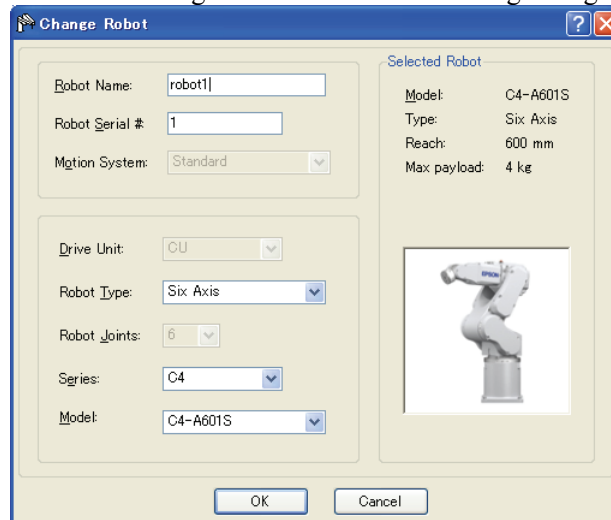 Change Robot
Robot Name: robot1
Robot Serial #: 1
Motion System: Standard
Drive Unit: CU
Robot Type: Six Axis
Robot Joints: 6
Series: C4
Model: C4-A601S
Selected Robot
Model: C4-A601S
Type: Six Axis
Reach: 600 mm
Max payload: 4 kg
EPSON
OK
Cancel